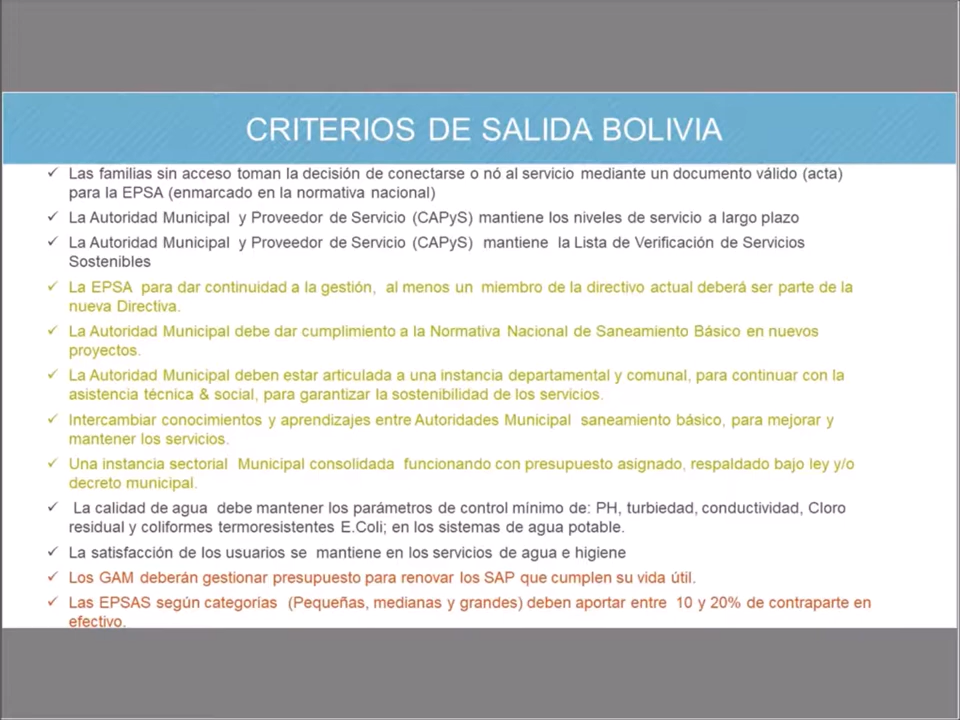 CRITERIOS DE SALIDA BOLIVIA
✓ Las familias sin acceso toman la decisión de conectarse o nó al servicio mediante un documento válido (acta)
para la EPSA (enmarcado en la normativa nacional)
✓ La Autoridad Municipal y Proveedor de Servicio (CAPyS) mantiene los niveles de servicio a largo plazo
✓ La Autoridad Municipal y Proveedor de Servicio (CAPyS) mantiene la Lista de Verificación de Servicios
Sostenibles
✓ La EPSA para dar continuidad a la gestión, al menos un miembro de la directivo actual deberá ser parte de la
nueva Directiva.
✓ La Autoridad Municipal debe dar cumplimiento a la Normativa Nacional de Saneamiento Básico en nuevos
proyectos.
✓ La Autoridad Municipal deben estar articulada a una instancia departamental y comunal, para continuar con la
asistencia técnica & social, para garantizar la sostenibilidad de los servicios.
✓ Intercambiar conocimientos y aprendizajes entre Autoridades Municipal saneamiento básico, para mejorar y
mantener los servicios.
✓ Una instancia sectorial Municipal consolidada funcionando con presupuesto asignado, respaldado bajo ley y/o
decreto municipal.
✓ La calidad de agua debe mantener los parámetros de control mínimo de: PH, turbiedad, conductividad, Cloro
residual y coliformes termoresistentes E.Coli; en los sistemas de agua potable.
✓ La satisfacción de los usuarios se mantiene en los servicios de agua e higiene
✓ Los GAM deberán gestionar presupuesto para renovar los SAP que cumplen su vida útil.
✓ Las EPSAS según categorías (Pequeñas, medianas y grandes) deben aportar entre 10 y 20% de contraparte en
efectivo.